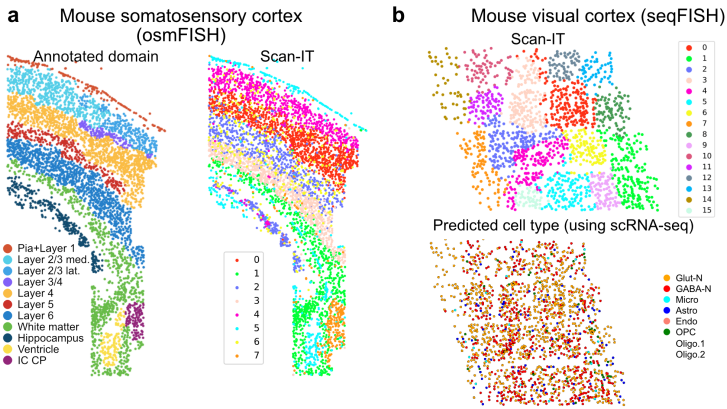 a
Mouse somatosensory cortex
(osmFISH)
Annotated domain
Scan-IT
Pia+Layer 1
Layer 2/3 med.
Layer 2/3 lat.
Layer 3/4
Layer 4
Layer 5
Layer 6
White matter
Hippocampus
Ventricle
IC CP
0
1
2
3
4
5
6
7
b
Mouse visual cortex (seqFISH)
Scan-IT
0
1
2
3
4
5
6
7
8
9
10
11
12
13
14
15
Predicted cell type (using scRNA-seq)
Glut-N
GABA-N
Micro
Astro
Endo
OPC
Oligo.1
Oligo.2